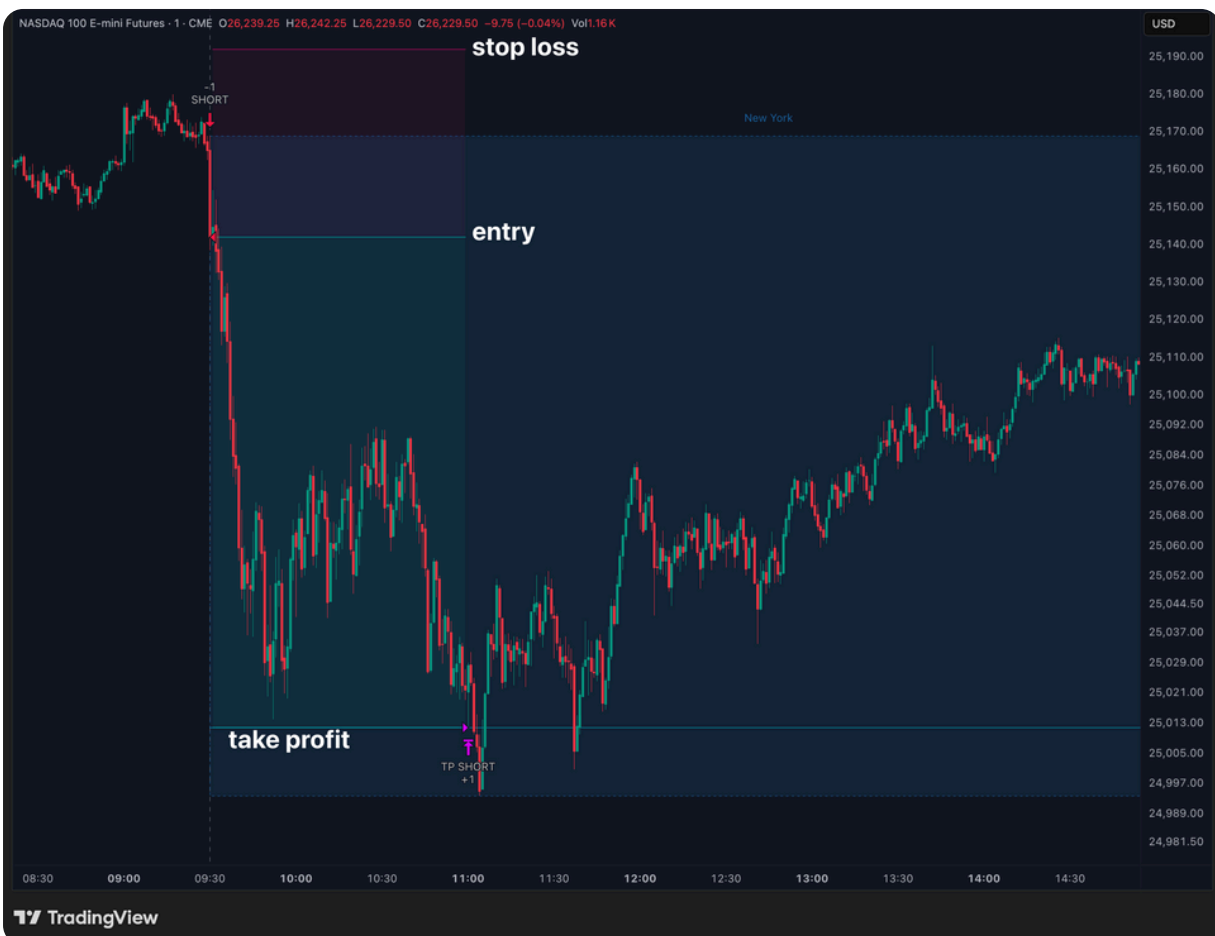 NASDAQ 100 E-mini Futures · 1 · CME O26,239.25 H26,242.25 L26,229.50 C26,229.50 −9.75 (−0.04%) Vol1.16 K
USD
stop loss
25,190.00
-1
SHORT
25,180.00
New York
25,170.00
25,160.00
25,150.00
entry
25,140.00
25,130.00
25,120.00
25,110.00
25,100.00
25,092.00
25,084.00
25,076.00
25,068.00
25,060.00
25,052.00
25,044.50
25,037.00
25,029.00
25,021.00
25,013.00
take profit
25,005.00
TP SHORT
+1
24,997.00
24,989.00
24,981.50
08:30 09:00 09:30 10:00 10:30 11:00 11:30 12:00 12:30 13:00 13:30 14:00 14:30
TradingView